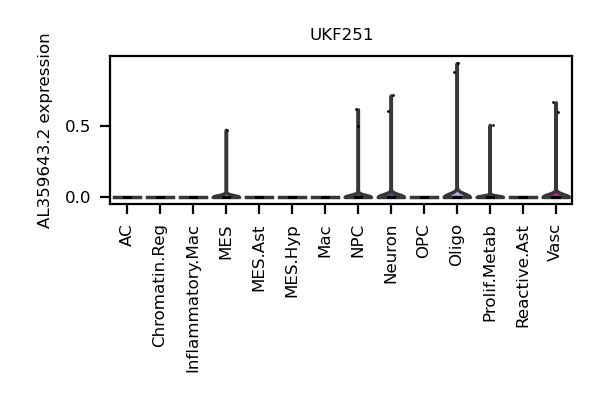 UKF251
AL359643.2 expression
0.5
0.0
AC
Chromatin.Reg
Inflammatory.Mac
MES
MES.Ast
MES.Hyp
Mac
NPC
Neuron
OPC
Oligo
Prolif.Metab
Reactive.Ast
Vasc